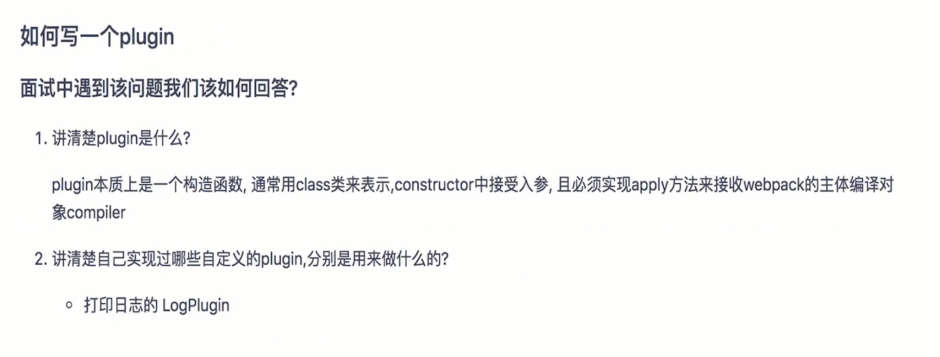 如何写一个plugin
面试中遇到该问题我们该如何回答?
1. 讲清楚plugin是什么?
plugin本质上是一个构造函数, 通常用class类来表示,constructor中接受入参, 且必须实现apply方法来接收webpack的主体编译对
象compiler
2. 讲清楚自己实现过哪些自定义的plugin,分别是用来做什么的?
○ 打印日志的 LogPlugin